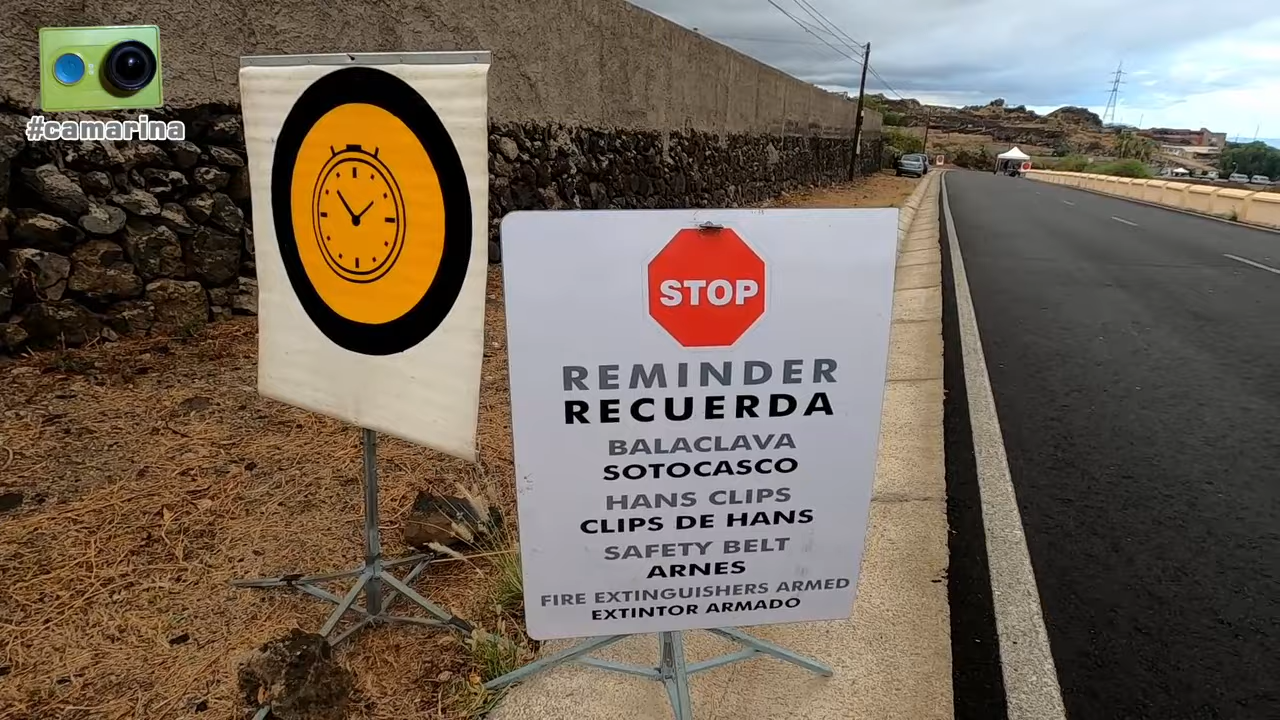 #camarina
STOP
REMINDER
RECUERDA
BALACLAVA
SOTOCASCO
HANS CLIPS
CLIPS DE HANS
SAFETY BELT
ARNES
FIRE EXTINGUISHERS ARMED
EXTINTOR ARMADO